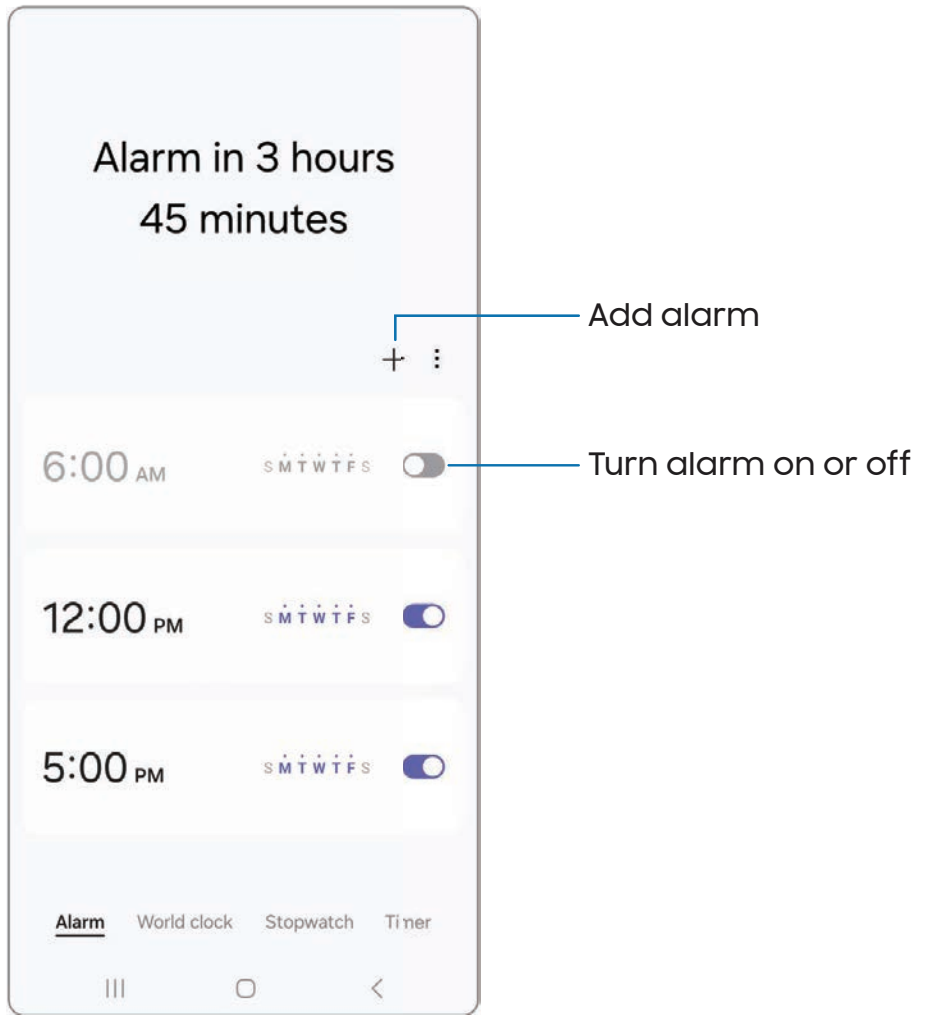 Alarm in 3 hours
45 minutes
Add alarm
6:00 AM S M T W T F S
Turn alarm on or off
12:00 PM S M T W T F S
5:00 PM S M T W T F S
Alarm World clock Stopwatch Timer